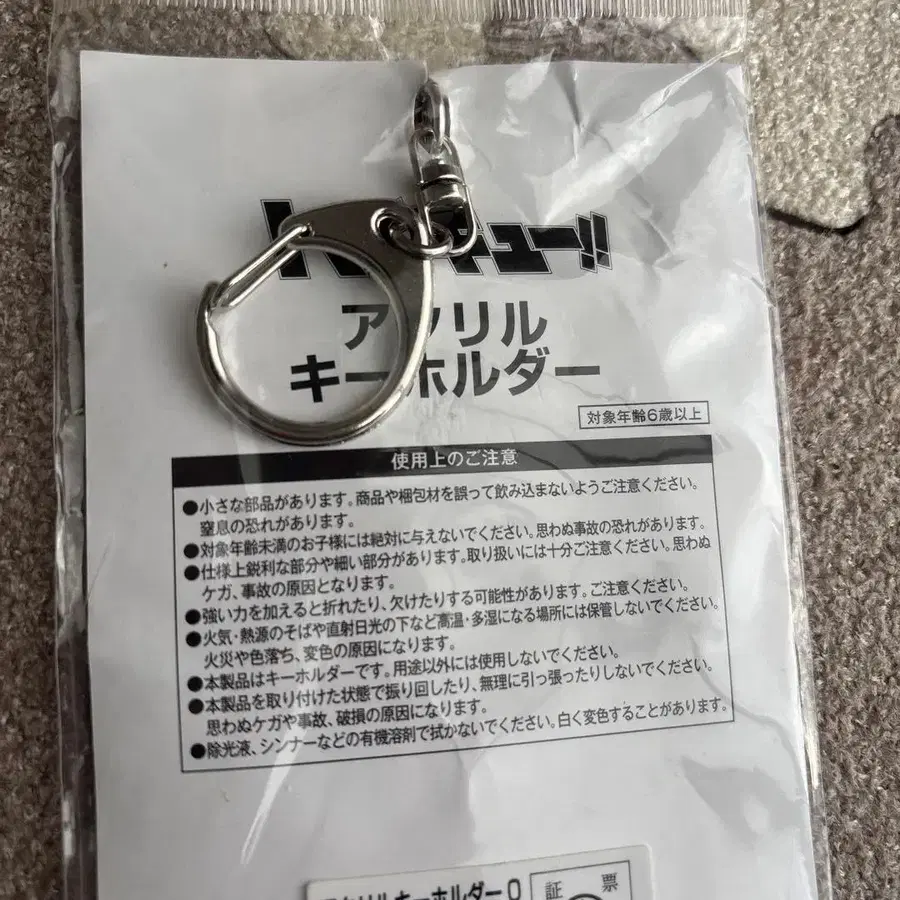 キュー!!
アクリル
キーホルダー
対象年齢6歳以上
使用上のご注意
●小さな部品があります。商品や梱包材を誤って飲み込まないようご注意ください。
窒息の恐れがあります。
●対象年齢未満のお子様には絶対に与えないでください。思わぬ事故の恐れがあります。
●仕様上鋭利な部分や細い部分があります。取り扱いには十分ご注意ください。思わぬ
ケガ、事故の原因となります。
●強い力を加えると折れたり、欠けたりする可能性があります。ご注意ください。
●火気・熱源のそばや直射日光の下など高温・多湿になる場所には保管しないでください。
火災や色落ち、変色の原因になります。
●本製品はキーホルダーです。用途以外には使用しないでください。
●本製品を取り付けた状態で振り回したり、無理に引っ張ったりしないでください。
思わぬケガや事故、破損の原因になります。
●除光液、シンナーなどの有機溶剤で拭かないでください。白く変色することがあります。
アクリルキーホルダー
証 票